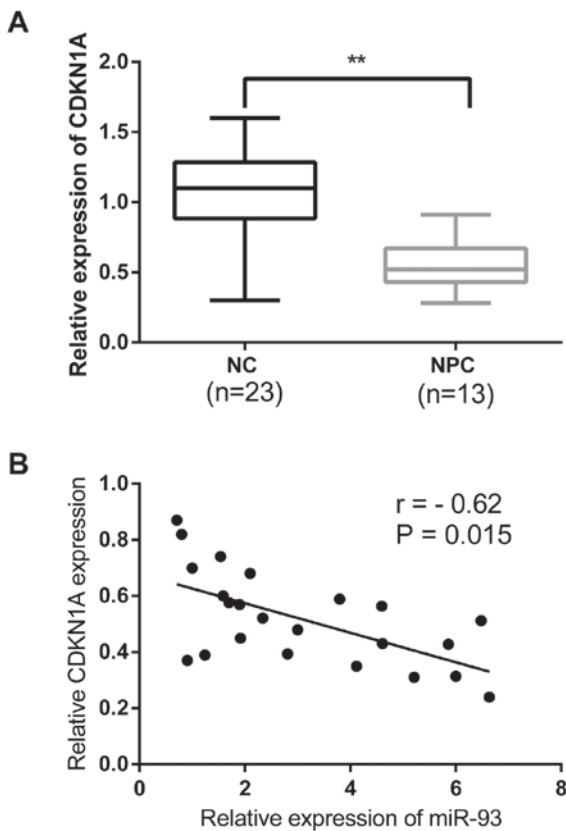 A
Relative expression of CDKN1A
2.0
1.5
1.0
0.5
0.0
**
NC
(n=23)
NPC
(n=13)
B
Relative CDKN1A expression
1.0
0.8
0.6
0.4
0.2
0.0
r = - 0.62
P = 0.015
0 2 4 6 8
Relative expression of miR-93